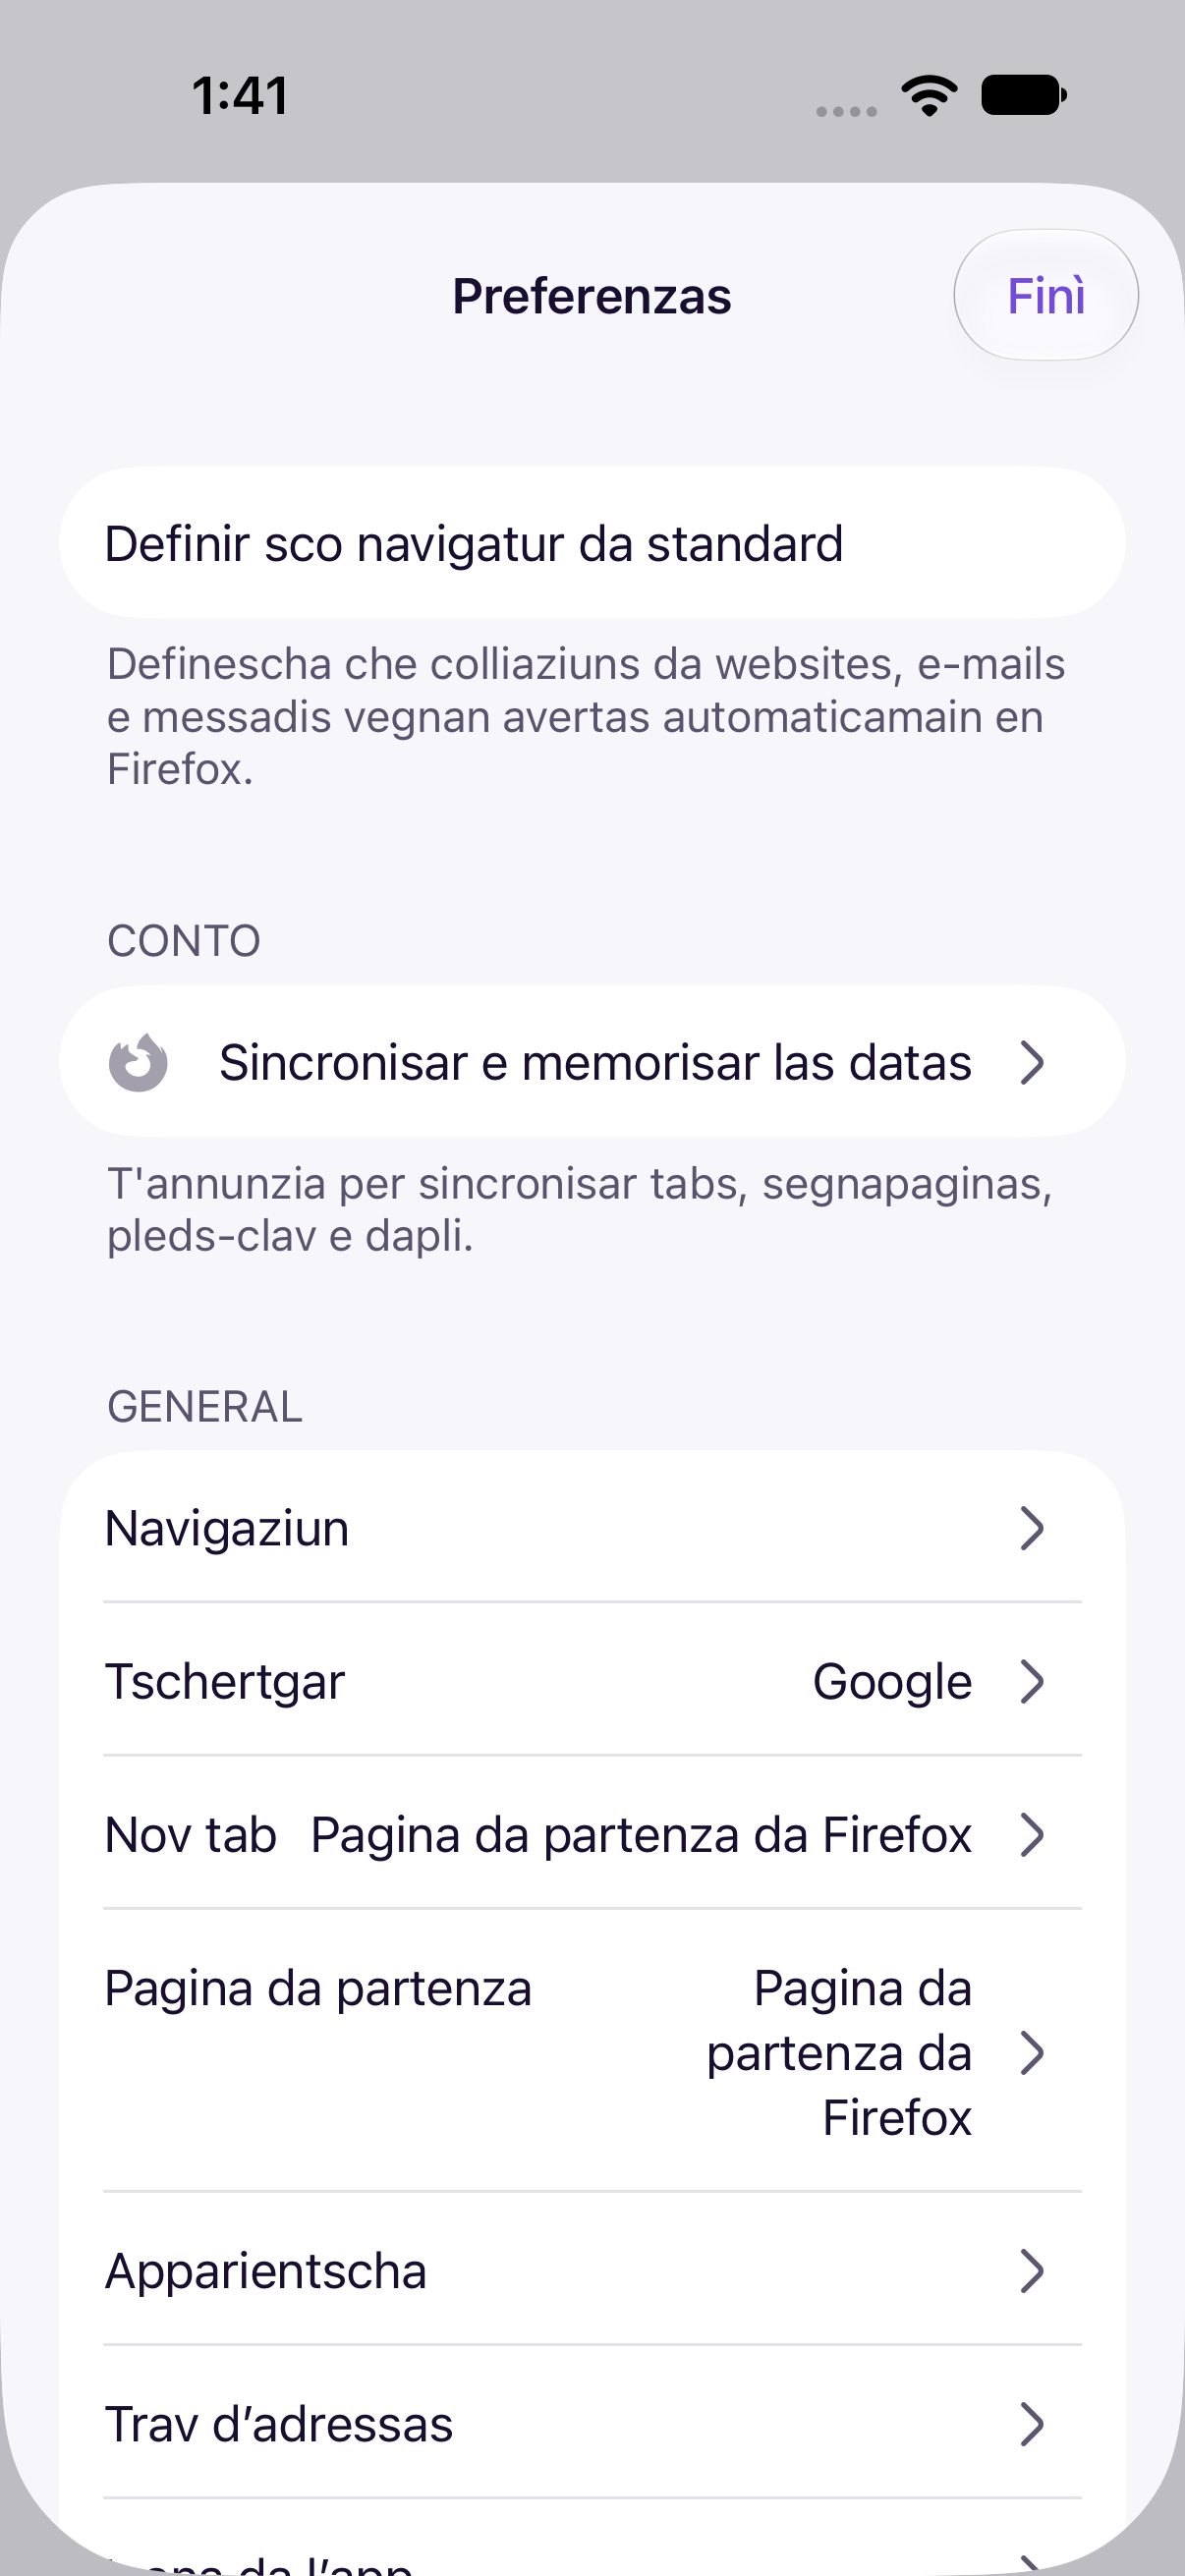 1:41
Preferenzas
Finì
Definir sco navigatur da standard
Definescha che colliaziuns da websites, e-mails
e messadis vegnan avertas automaticamain en
Firefox.
CONTO
Sincronisar e memorisar las datas
T'annunzia per sincronisar tabs, segnapaginas,
pleds-clav e dapli.
GENERAL
Navigaziun
Tschertgar Google
Nov tab Pagina da partenza da Firefox
Pagina da partenza Pagina da
partenza da
Firefox
Apparientscha
Trav d’adressas
da l’app